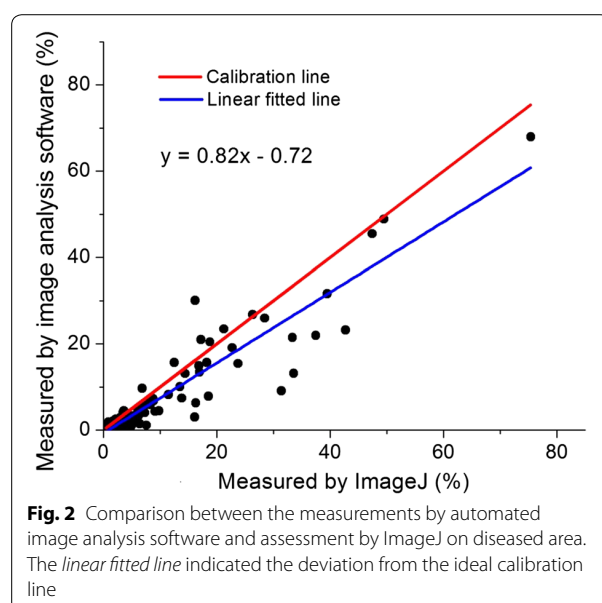 Measured by image analysis software (%)
80
60
40
20
0
Calibration line
Linear fitted line
y = 0.82x - 0.72
0 20 40 60 80
Measured by ImageJ (%)
Fig. 2 Comparison between the measurements by automated
image analysis software and assessment by ImageJ on diseased area.
The linear fitted line indicated the deviation from the ideal calibration
line